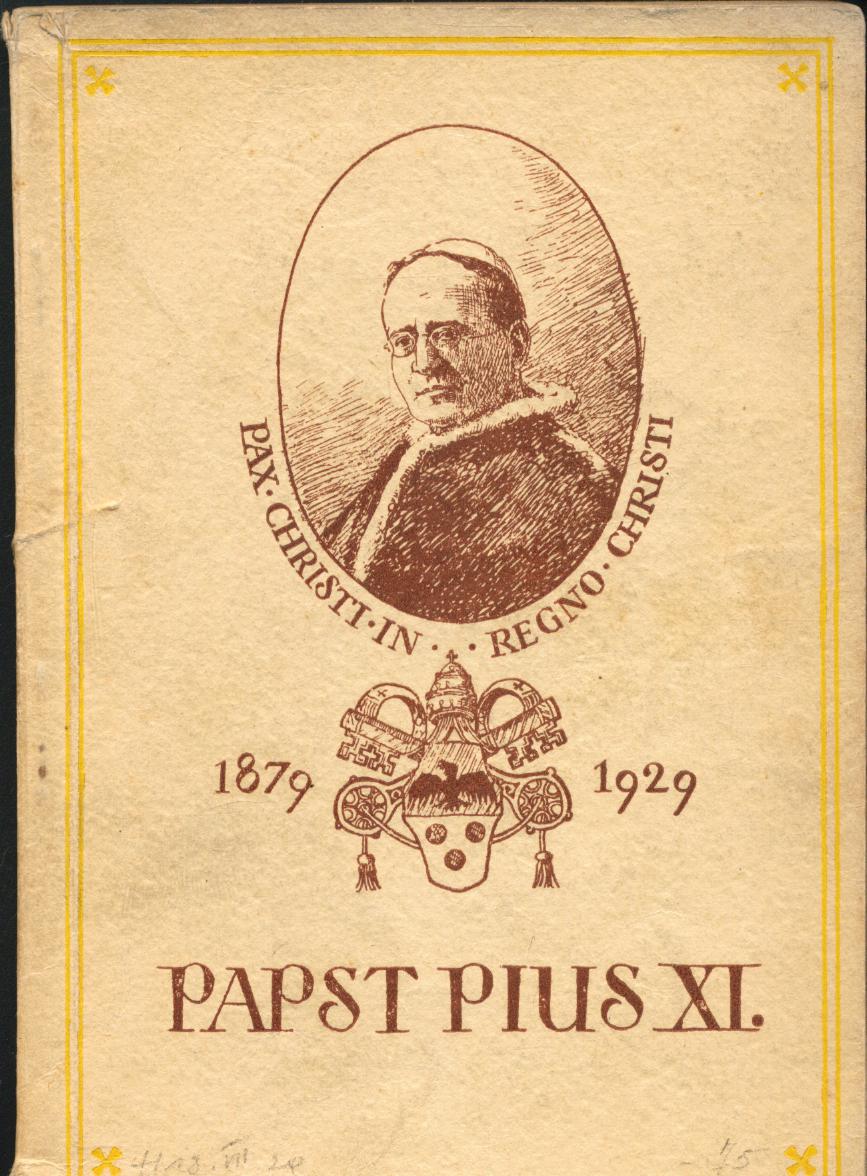 PAX · CHRISTI · IN · · · REGNO · CHRISTI
1879 1929
PAPST PIUS XI.